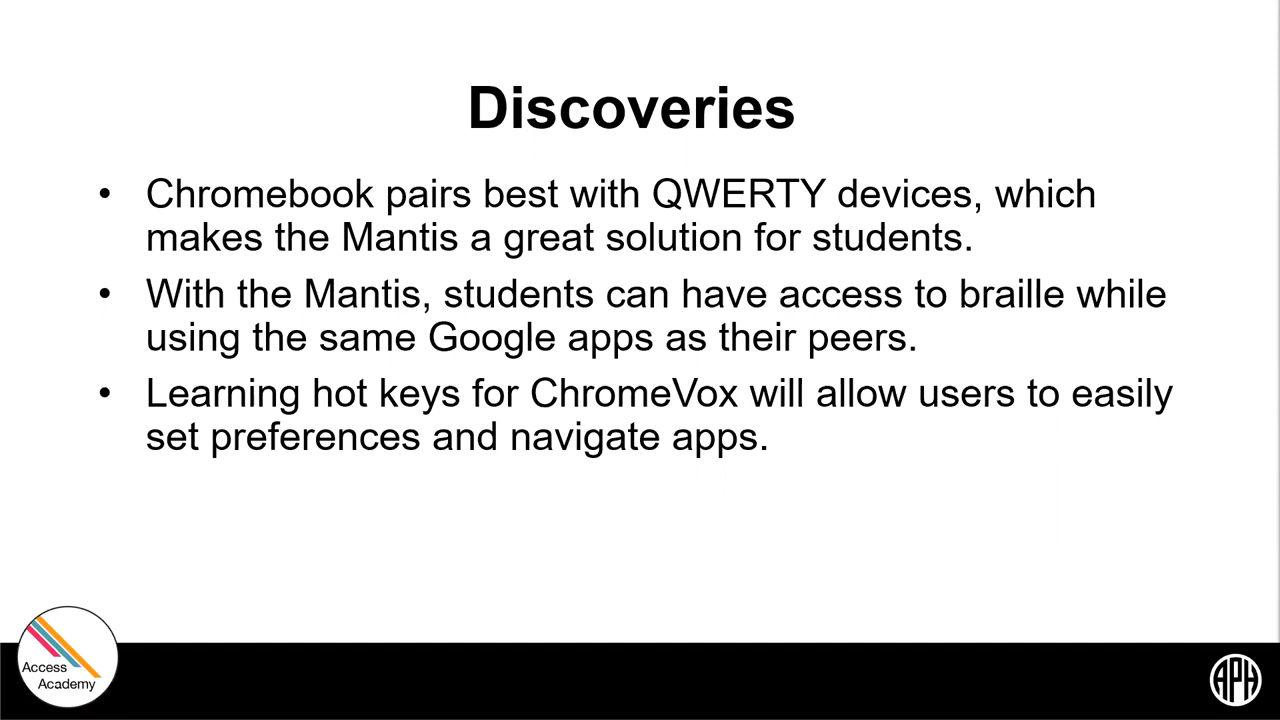 Discoveries
• Chromebook pairs best with QWERTY devices, which
makes the Mantis a great solution for students.
• With the Mantis, students can have access to braille while
using the same Google apps as their peers.
• Learning hot keys for ChromeVox will allow users to easily
set preferences and navigate apps.
Access
Academy
APH